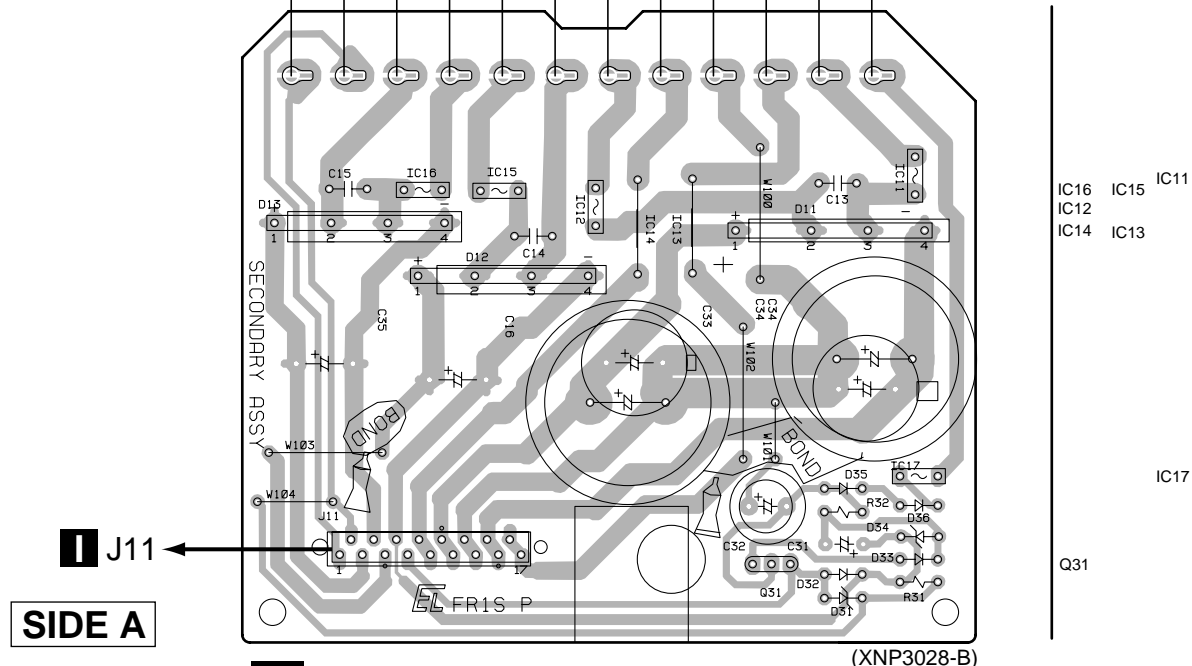 C15
IC16
IC15
IC12
W100
C13
IC11
IC16 IC15 IC11
IC12
IC14 IC13
D13
+
−
1 2 3 4
IC14
IC13
D11
+
−
1 2 3 4
C14
D12
+
−
1 2 3 4
SECONDARY ASSY
C35
C16
C33
C34
C34
W102
BOND
BOND
W101
W103
IC17
IC17
D35
R32
W104
D36
J11
D34
I J11
1
17
C32
C31
D33
Q31
D32
Q31
D31
R31
FR1S P
SIDE A
(XNP3028-B)